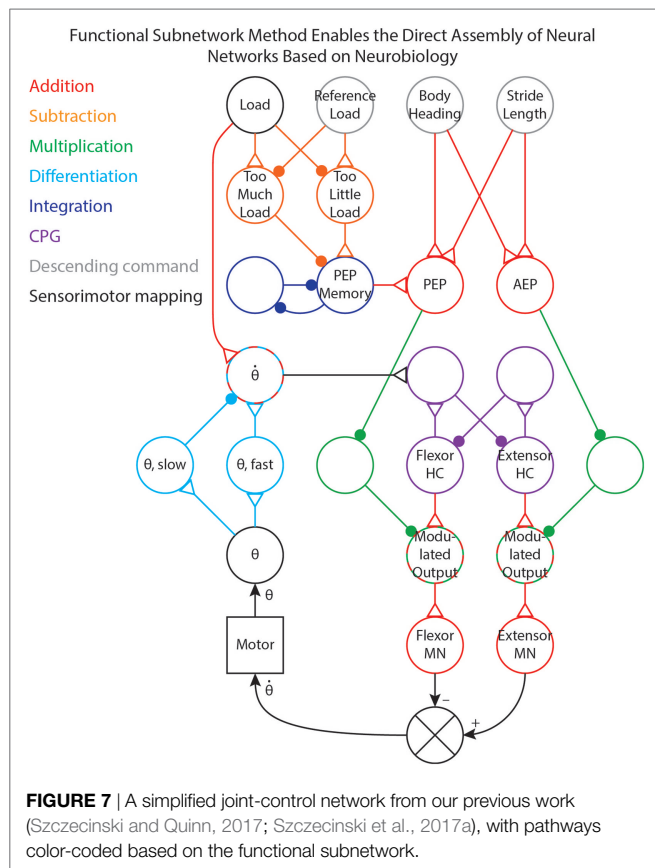 Functional Subnetwork Method Enables the Direct Assembly of Neural
Networks Based on Neurobiology
Addition
Subtraction
Multiplication
Differentiation
Integration
CPG
Descending command
Sensorimotor mapping
Load
Reference
Load
Body
Heading
Stride
Length
Too
Much
Load
Too
Little
Load
PEP
Memory
PEP
AEP
θ̇
θ, slow
θ, fast
Flexor
HC
Extensor
HC
θ
Modu-
lated
Output
Modu-
lated
Output
θ
Motor
Flexor
MN
Extensor
MN
θ̇
−
+
FIGURE 7 | A simplified joint-control network from our previous work
(Szczecinski and Quinn, 2017; Szczecinski et al., 2017a), with pathways
color-coded based on the functional subnetwork.